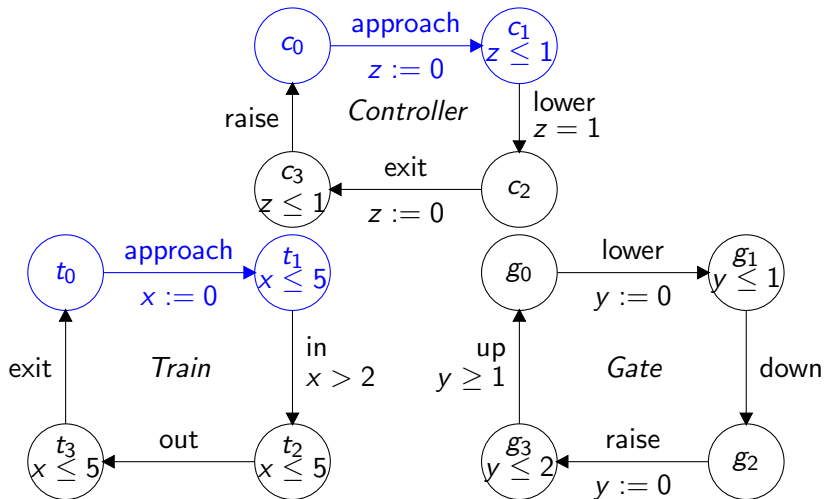 c0
approach
z := 0
c1
z ≤ 1
raise
Controller
lower
z = 1
c3
z ≤ 1
exit
z := 0
c2
t0
approach
x := 0
t1
x ≤ 5
exit
Train
in
x > 2
t3
x ≤ 5
out
t2
x ≤ 5
g0
lower
y := 0
g1
y ≤ 1
up
y ≥ 1
Gate
down
g3
y ≤ 2
raise
y := 0
g2